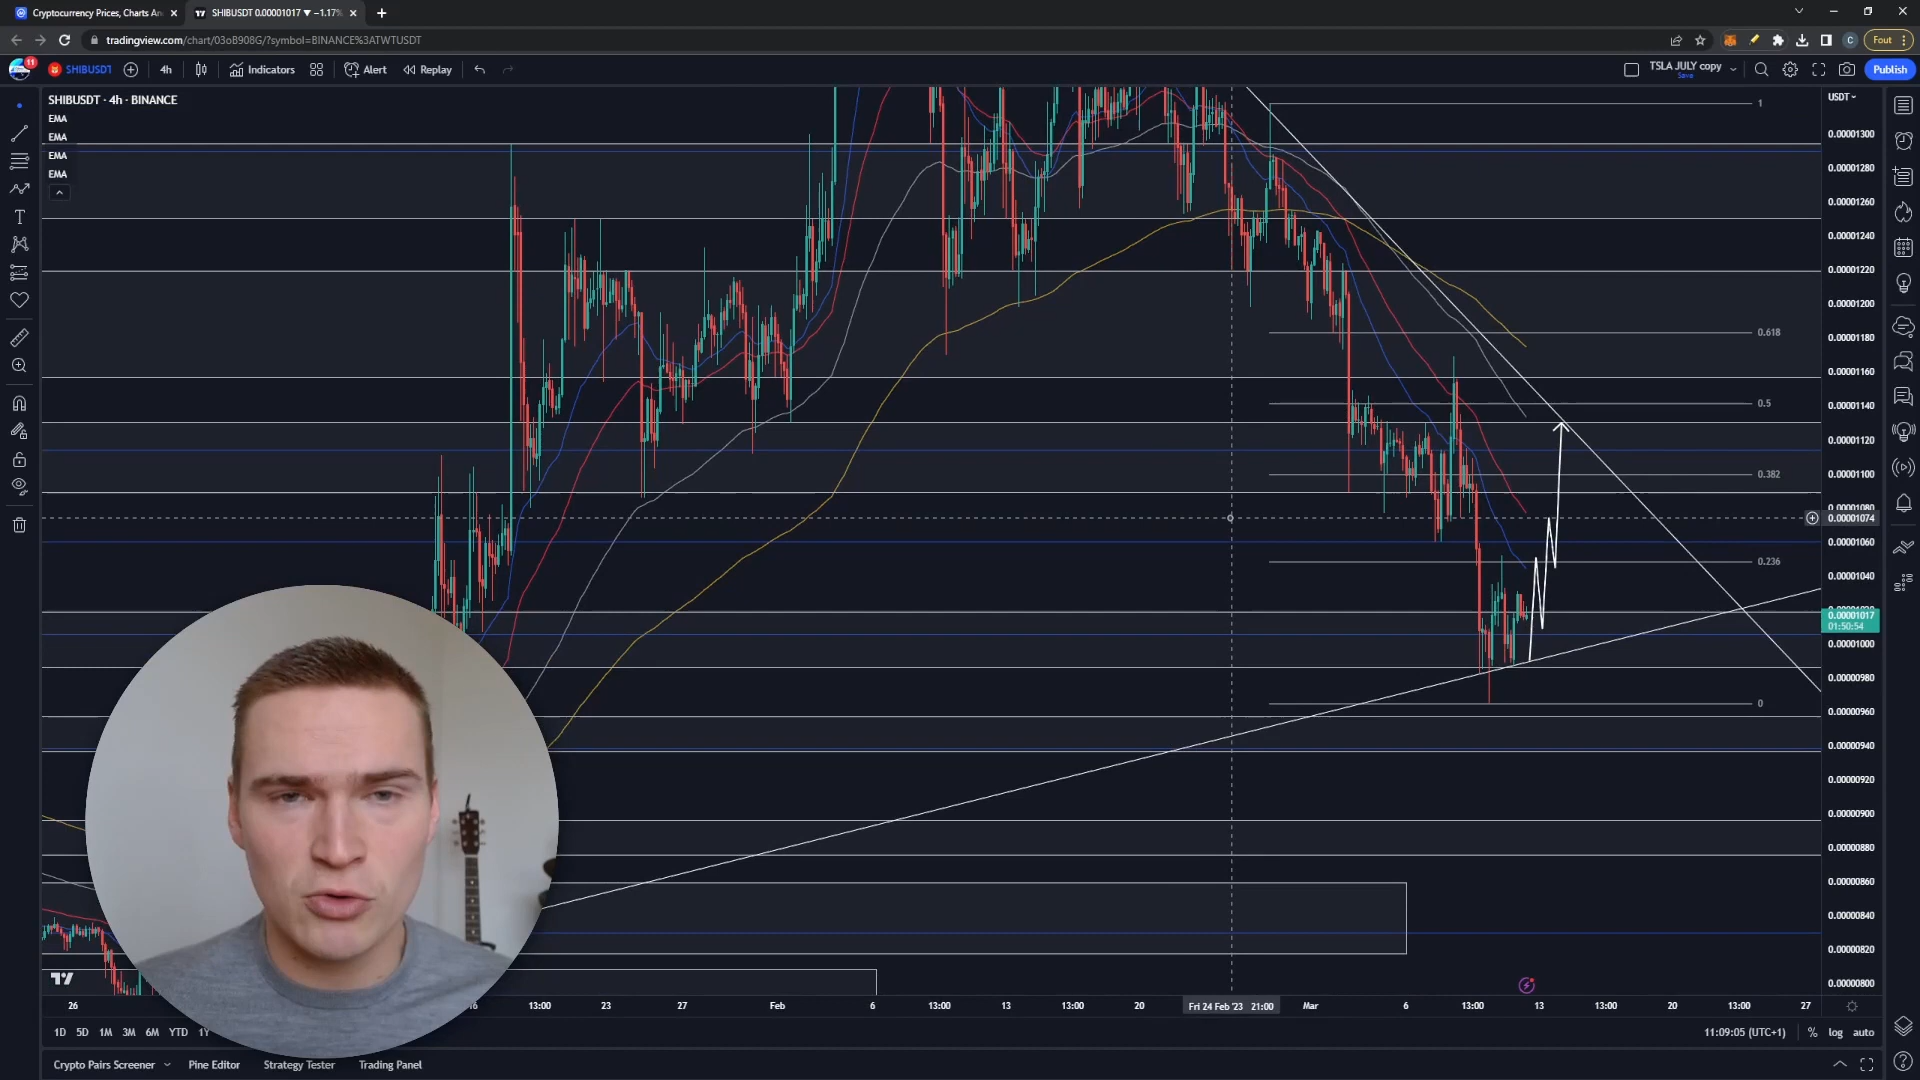 Cryptocurrency Prices, Charts An
SHIBUSDT 0.00001017 ▼ −1.17%
tradingview.com/chart/03oB908G/?symbol=BINANCE%3ATWTUSDT
Fout
11
SHIBUSDT
4h
Indicators
Alert
Replay
TSLA JULY copy
Save
Publish
SHIBUSDT · 4h · BINANCE
EMA
EMA
EMA
EMA
USDT
1
0.618
0.5
0.382
0.236
0
0.00001300
0.00001280
0.00001260
0.00001240
0.00001220
0.00001200
0.00001180
0.00001160
0.00001140
0.00001120
0.00001100
0.00001080
0.00001074
0.00001060
0.00001040
0.00001017
01:50:54
0.00001000
0.00000980
0.00000960
0.00000940
0.00000920
0.00000900
0.00000880
0.00000860
0.00000840
0.00000820
0.00000800
26
13:00
23
27
Feb
6
13:00
13
13:00
20
Fri 24 Feb '23 21:00
Mar
6
13:00
13
13:00
20
13:00
27
1D 5D 1M 3M 6M YTD 1Y
11:09:05 (UTC+1)
% log auto
Crypto Pairs Screener
Pine Editor
Strategy Tester
Trading Panel